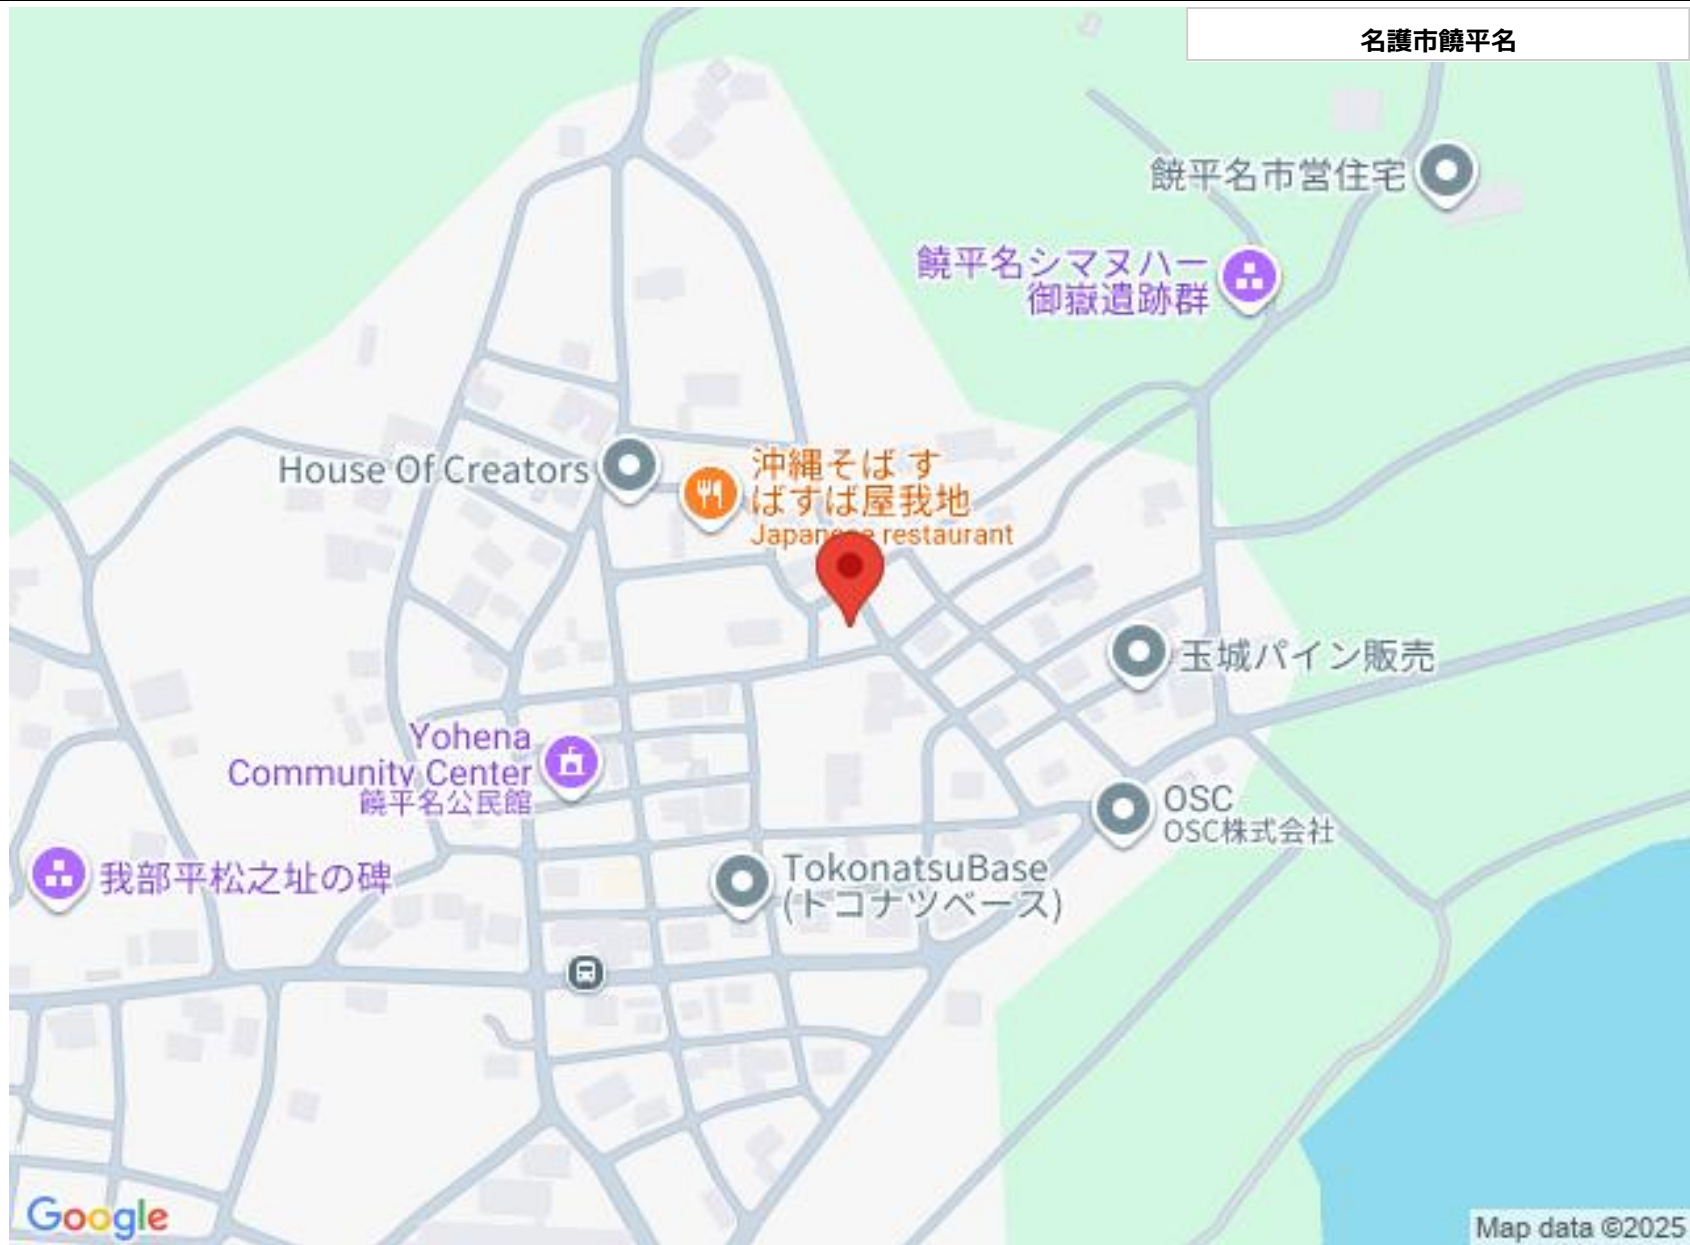 名護市饒平名
饒平名市営住宅
饒平名シマヌハー
御嶽遺跡群
House Of Creators
沖縄そば す
ばすば屋我地
Japanese restaurant
玉城パイン販売
Yohena
Community Center
饒平名公民館
OSC
OSC株式会社
TokonatsuBase
(トコナツベース)
我部平松之址の碑
Google
Map data ©2025